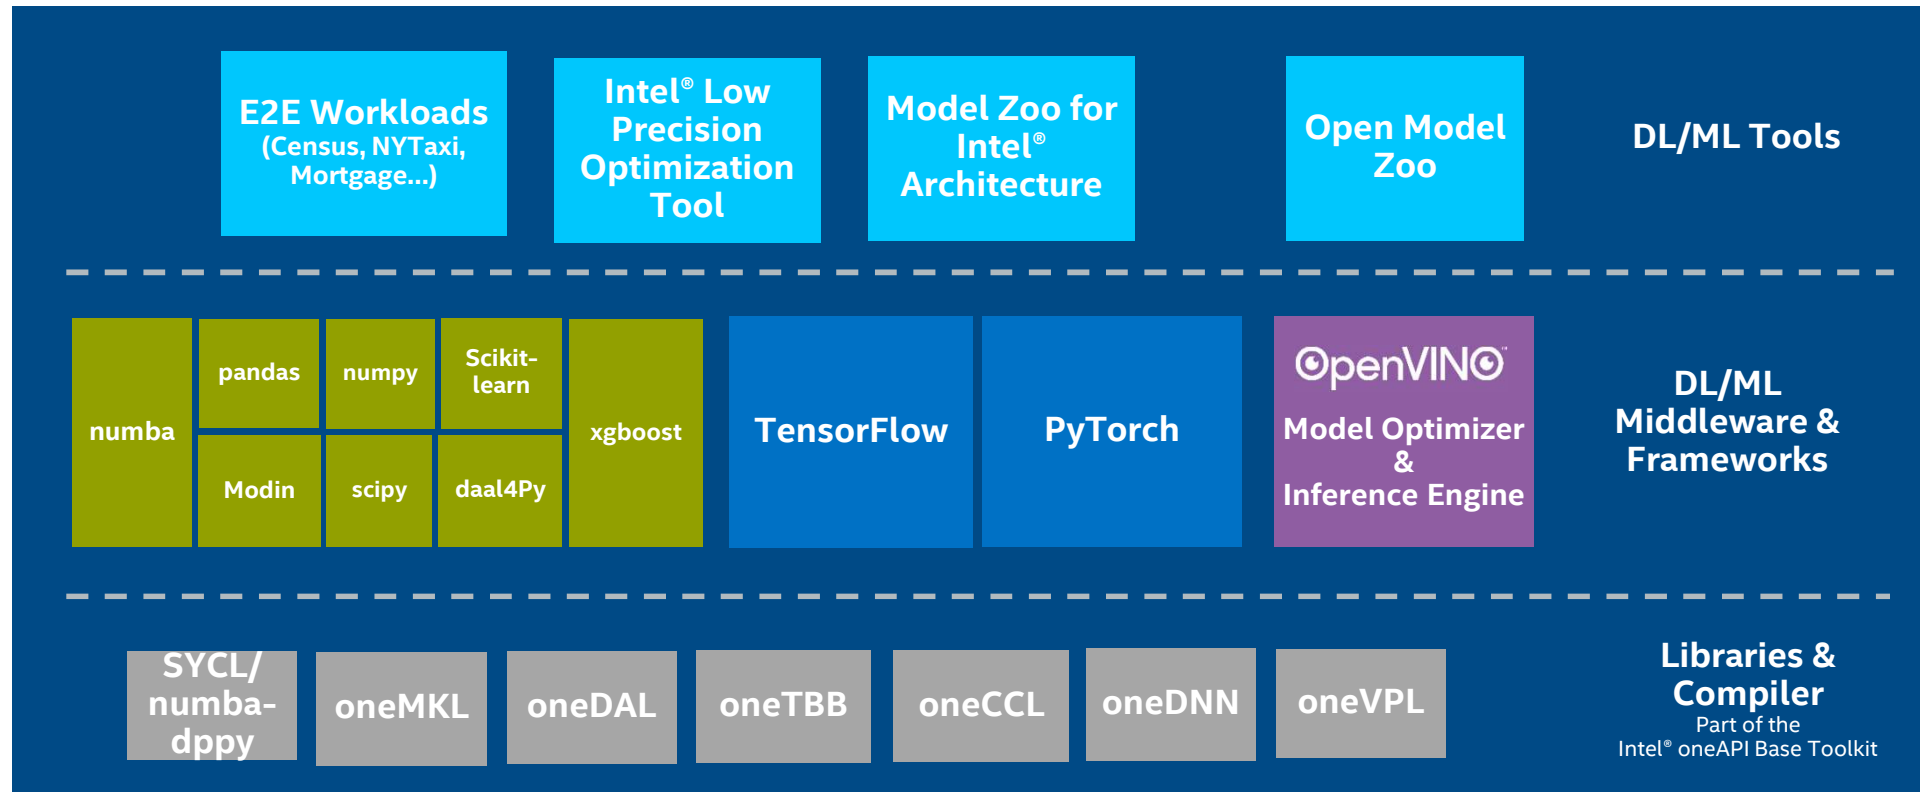 E2E Workloads
(Census, NYTaxi,
Mortgage...)
Intel® Low
Precision
Optimization
Tool
Model Zoo for
Intel®
Architecture
Open Model
Zoo
DL/ML Tools
numba
pandas
numpy
Scikit-
learn
Modin
scipy
daal4Py
xgboost
TensorFlow
PyTorch
OpenVINO™
Model Optimizer
&
Inference Engine
DL/ML
Middleware &
Frameworks
SYCL/
numba-
dppy
oneMKL
oneDAL
oneTBB
oneCCL
oneDNN
oneVPL
Libraries &
Compiler
Part of the
Intel® oneAPI Base Toolkit